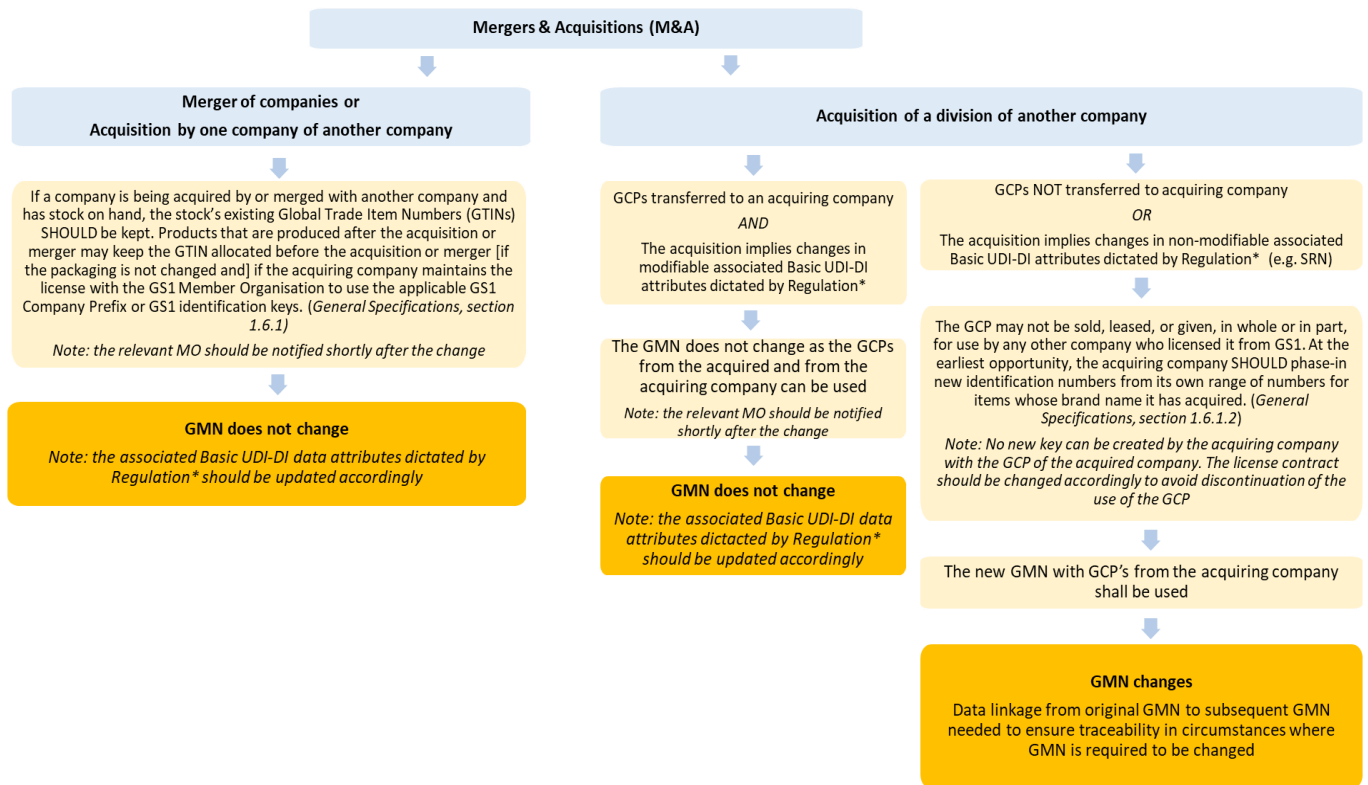 Mergers & Acquisitions (M&A)
Merger of companies or
Acquisition by one company of another company
If a company is being acquired by or merged with another company and
has stock on hand, the stock's existing Global Trade Item Numbers (GTINs)
SHOULD be kept. Products that are produced after the acquisition or
merger may keep the GTIN allocated before the acquisition or merger [if
the packaging is not changed and] if the acquiring company maintains the
license with the GS1 Member Organisation to use the applicable GS1
Company Prefix or GS1 identification keys. (General Specifications, section
1.6.1)
Note: the relevant MO should be notified shortly after the change
GMN does not change
Note: the associated Basic UDI-DI data attributes dictated by
Regulation* should be updated accordingly
Acquisition of a division of another company
GCPs transferred to an acquiring company
AND
The acquisition implies changes in
modifiable associated Basic UDI-DI
attributes dictated by Regulation*
The GMN does not change as the GCPs
from the acquired and from the
acquiring company can be used
Note: the relevant MO should be notified
shortly after the change
GMN does not change
Note: the associated Basic UDI-DI data
attributes dictacted by Regulation*
should be updated accordingly
GCPs NOT transferred to acquiring company
OR
The acquisition implies changes in non-modifiable associated
Basic UDI-DI attributes dictated by Regulation* (e.g. SRN)
The GCP may not be sold, leased, or given, in whole or in part,
for use by any other company who licensed it from GS1. At the
earliest opportunity, the acquiring company SHOULD phase-in
new identification numbers from its own range of numbers for
items whose brand name it has acquired. (General
Specifications, section 1.6.1.2)
Note: No new key can be created by the acquiring company
with the GCP of the acquired company. The license contract
should be changed accordingly to avoid discontinuation of the
use of the GCP
The new GMN with GCP's from the acquiring company
shall be used
GMN changes
Data linkage from original GMN to subsequent GMN
needed to ensure traceability in circumstances where
GMN is required to be changed